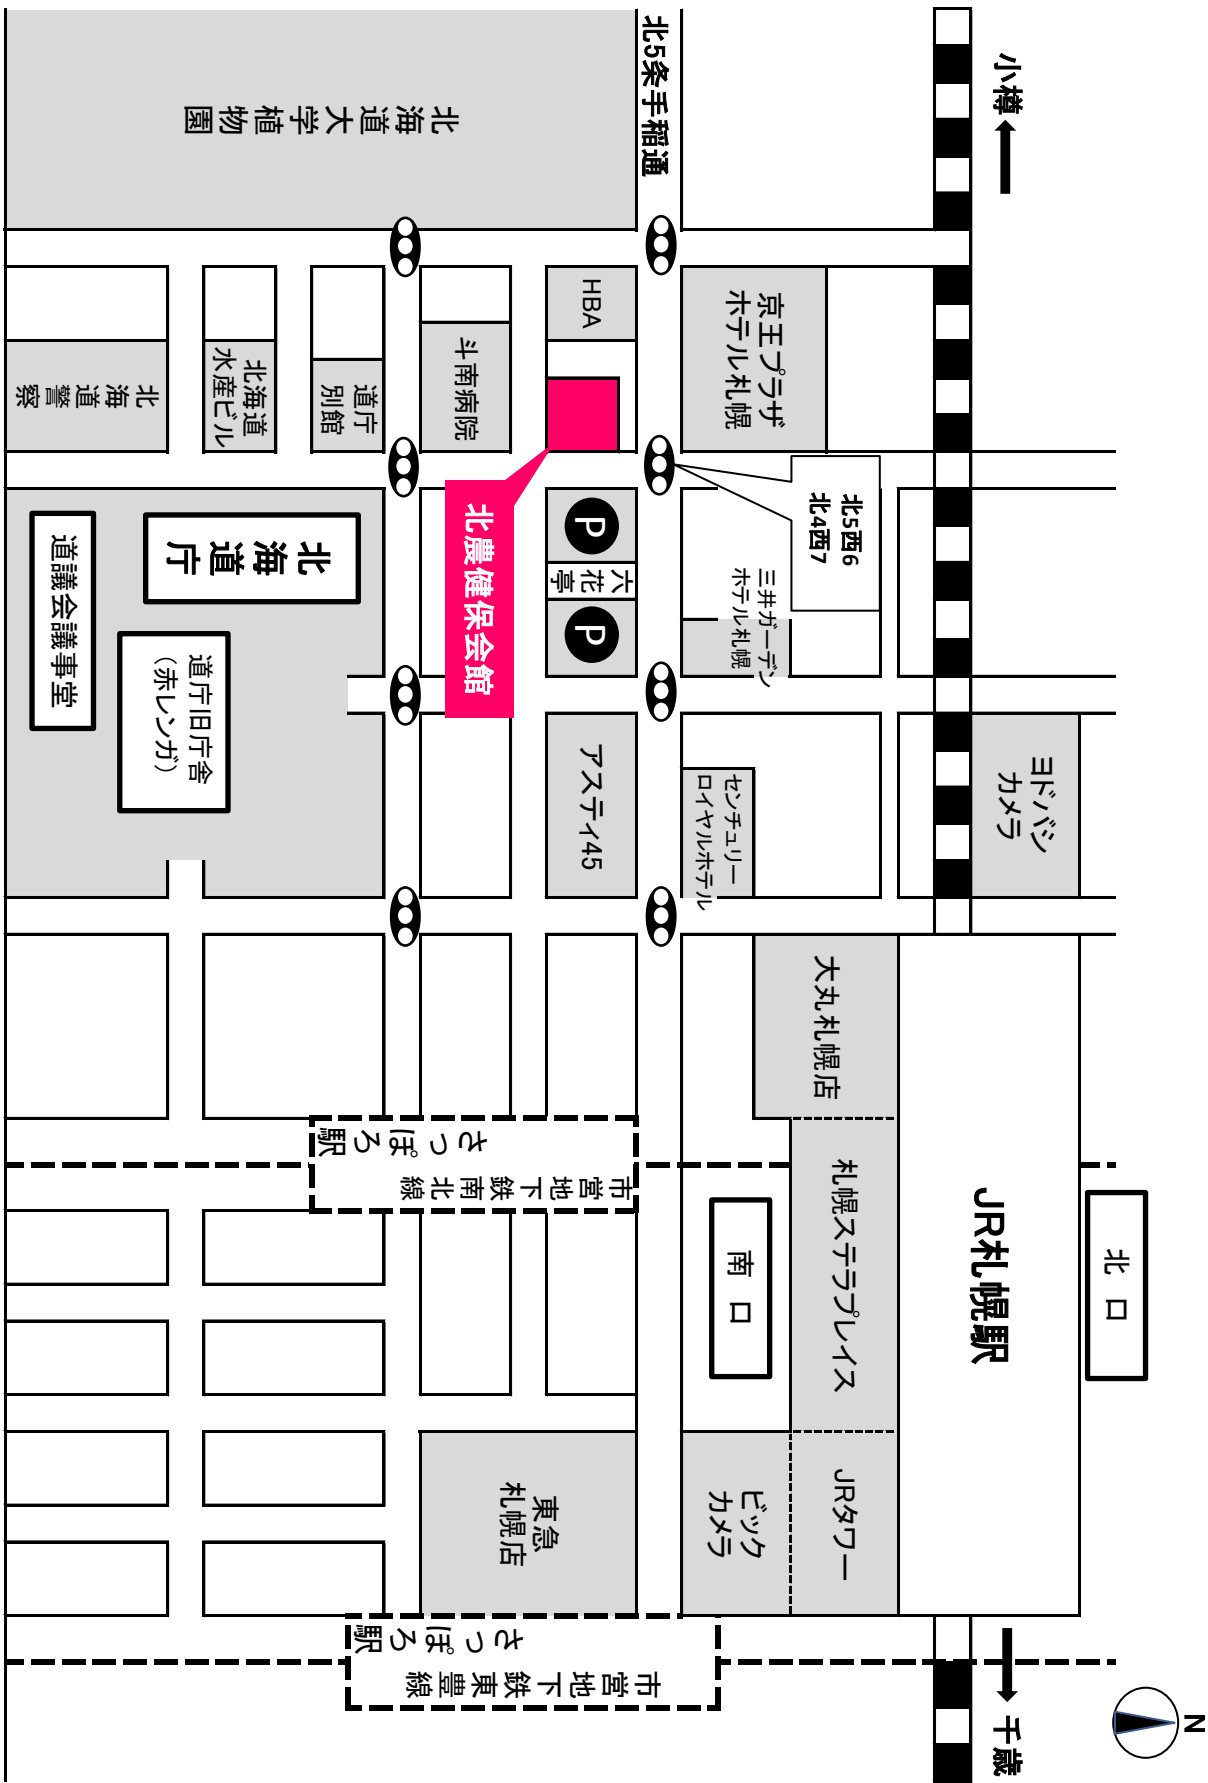 N
北 口
小樽
千歳
ヨドバシ
カメラ
JR札幌駅
京王プラザ
ホテル札幌
北5西6
北4西7
大丸札幌店
札幌ステラプレイス
JRタワー
三井ガーデン
ホテル札幌
センチュリー
ロイヤルホテル
南 口
ビック
カメラ
北5条手稲通
HBA
P
六花亭
P
アスティ45
さっぽろ駅
市営地下鉄南北線
東急
札幌店
さっぽろ駅
市営地下鉄東豊線
北海道大学植物園
斗南病院
北農健保会館
道庁
別館
北海道
水産ビル
北海道警察
北海道庁
道庁旧庁舎
（赤レンガ）
道議会議事堂